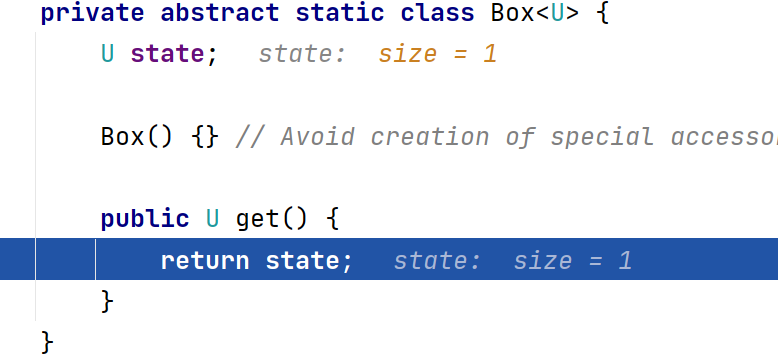 private abstract static class Box<U> {
U state; state: size = 1
Box() {} // Avoid creation of special
public U get() {
return state; state: size = 1
}
}